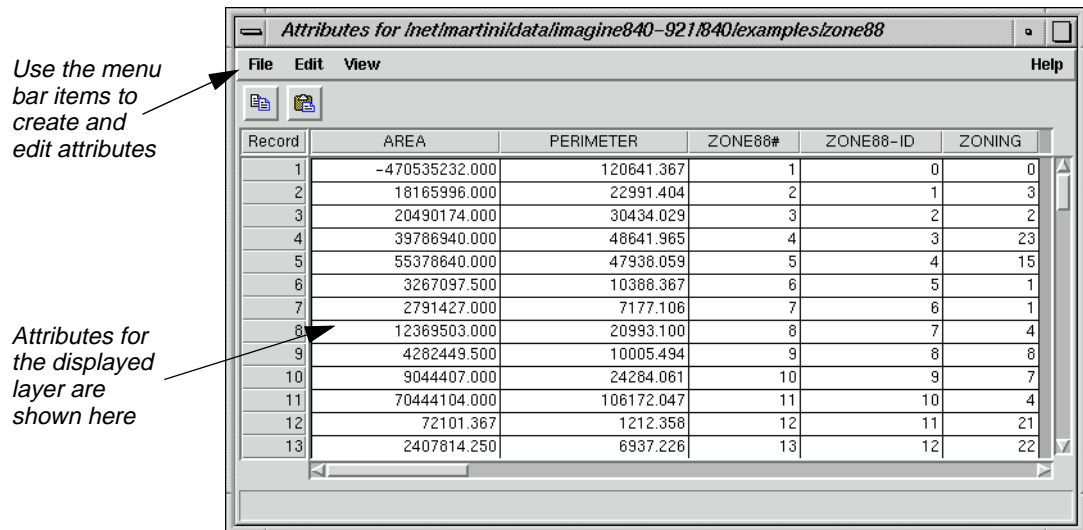 Attributes for /net/martini/data/imagine840-921/840/examples/zone88
File Edit View Help
Use the menu
bar items to
create and
edit attributes
Record AREA PERIMETER ZONE88# ZONE88-ID ZONING
1 -470535232.000 120641.367 1 0 0
2 18165996.000 22991.404 2 1 3
3 20490174.000 30434.029 3 2 2
4 39786940.000 48641.965 4 3 23
5 55378640.000 47938.059 5 4 15
6 3267097.500 10388.367 6 5 1
7 2791427.000 7177.106 7 6 1
8 12369503.000 20993.100 8 7 4
9 4282449.500 10005.494 9 8 8
10 9044407.000 24284.061 10 9 7
11 70444104.000 106172.047 11 10 4
12 72101.367 1212.358 12 11 21
13 2407814.250 6937.226 13 12 22
Attributes for
the displayed
layer are
shown here